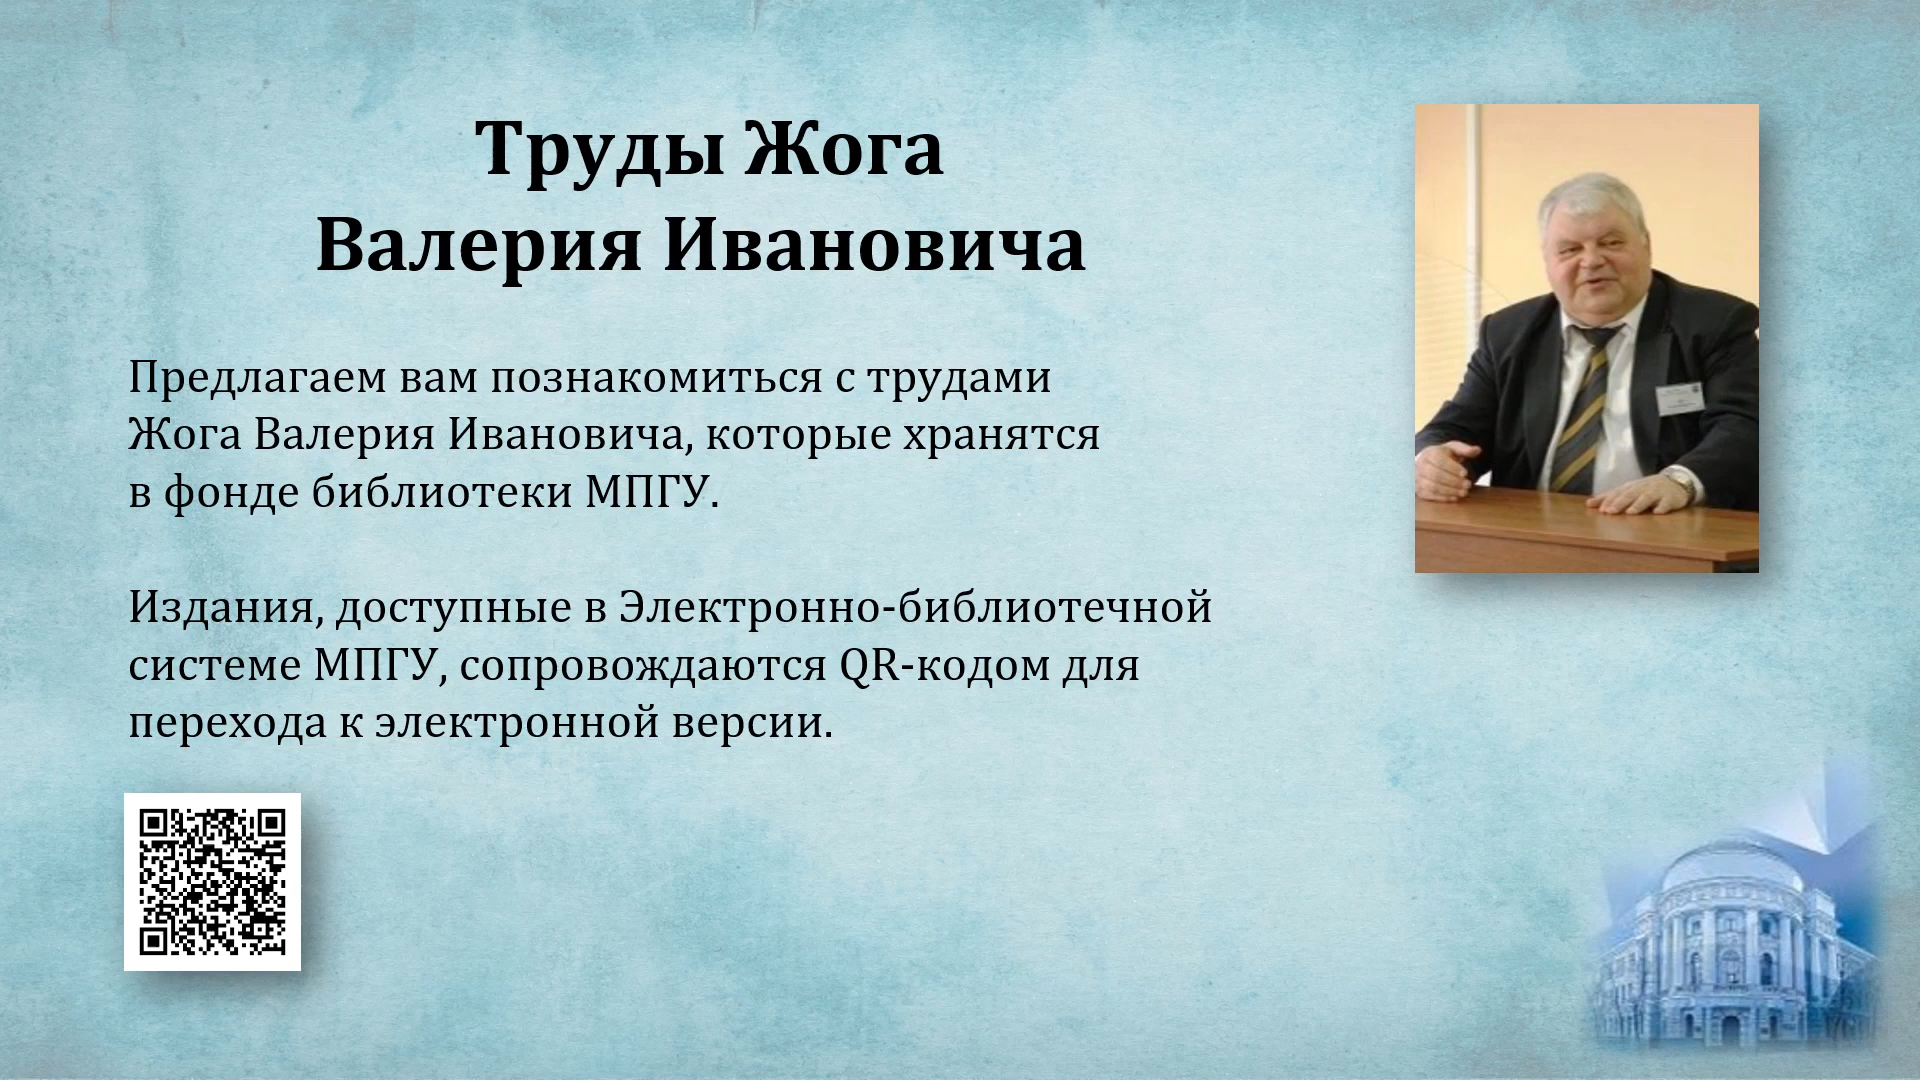 Труды Жога
Валерия Ивановича
Предлагаем вам познакомиться с трудами
Жога Валерия Ивановича, которые хранятся
в фонде библиотеки МПГУ.
Издания, доступные в Электронно-библиотечной
системе МПГУ, сопровождаются QR-кодом для
перехода к электронной версии.